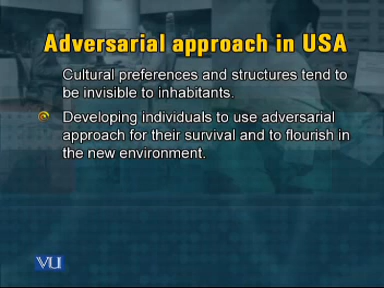 Adversarial approach in USA
Cultural preferences and structures tend to
be invisible to inhabitants.
Developing individuals to use adversarial
approach for their survival and to flourish in
the new environment.
VU